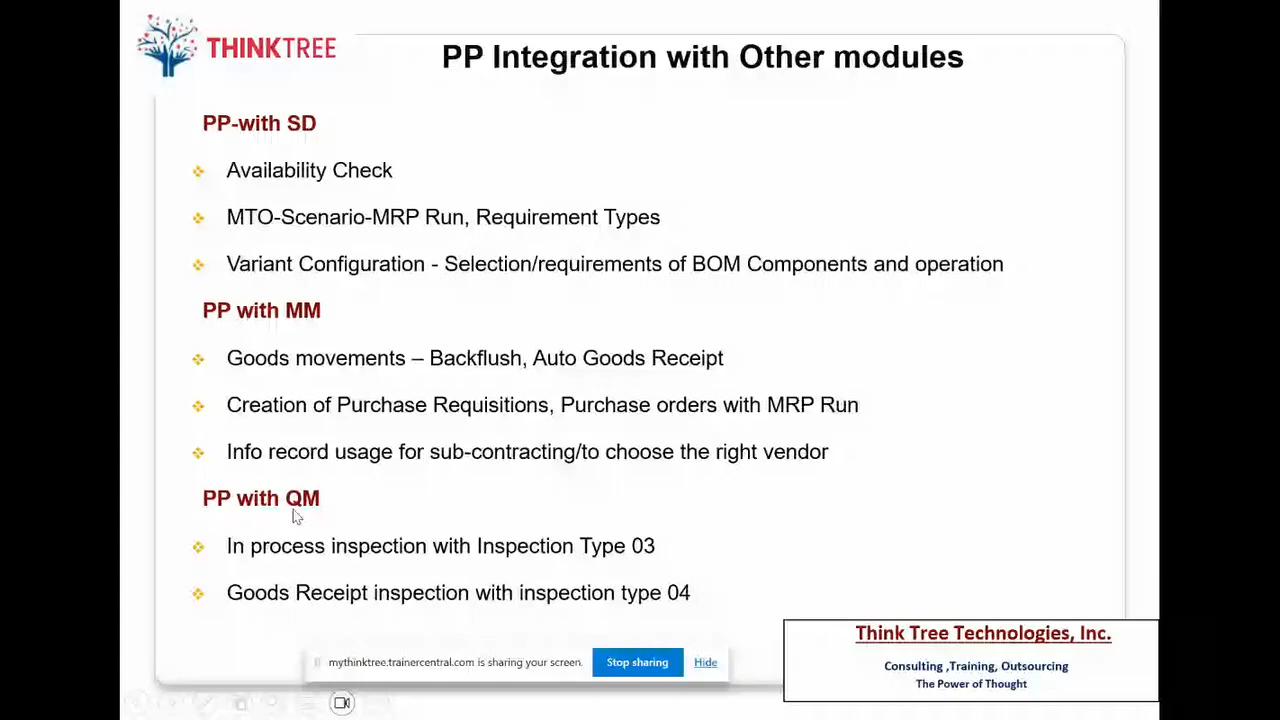 THINKTREE
PP Integration with Other modules
PP-with SD
Availability Check
MTO-Scenario-MRP Run, Requirement Types
Variant Configuration - Selection/requirements of BOM Components and operation
PP with MM
Goods movements – Backflush, Auto Goods Receipt
Creation of Purchase Requisitions, Purchase orders with MRP Run
Info record usage for sub-contracting/to choose the right vendor
PP with QM
In process inspection with Inspection Type 03
Goods Receipt inspection with inspection type 04
mythinktree.trainercentral.com is sharing your screen.
Stop sharing
Hide
Think Tree Technologies, Inc.
Consulting ,Training, Outsourcing
The Power of Thought